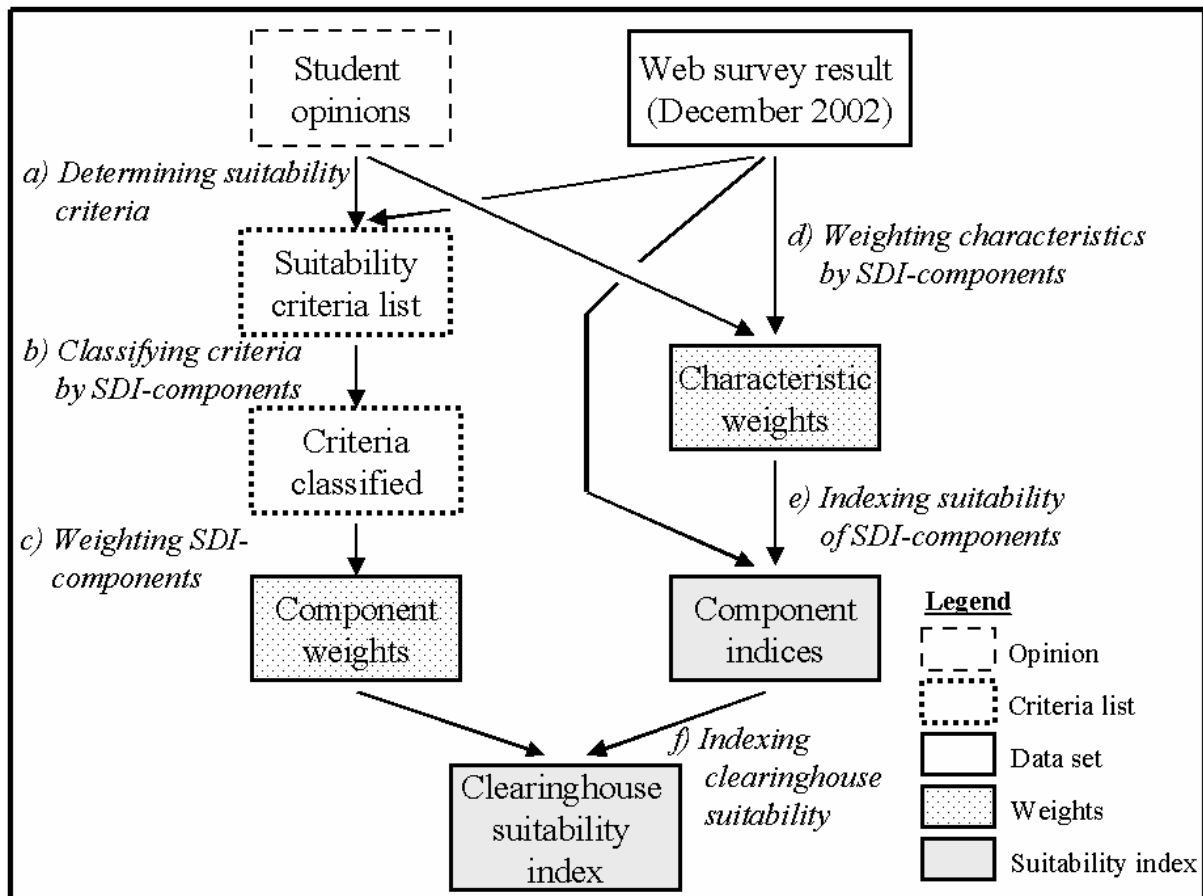 Student
opinions
Web survey result
(December 2002)
a) Determining suitability
criteria
Suitability
criteria list
d) Weighting characteristics
by SDI-components
b) Classifying criteria
by SDI-components
Characteristic
weights
Criteria
classified
c) Weighting SDI-
components
e) Indexing suitability
of SDI-components
Component
weights
Component
indices
f) Indexing
clearinghouse
suitability
Clearinghouse
suitability
index
Legend
Opinion
Criteria list
Data set
Weights
Suitability index